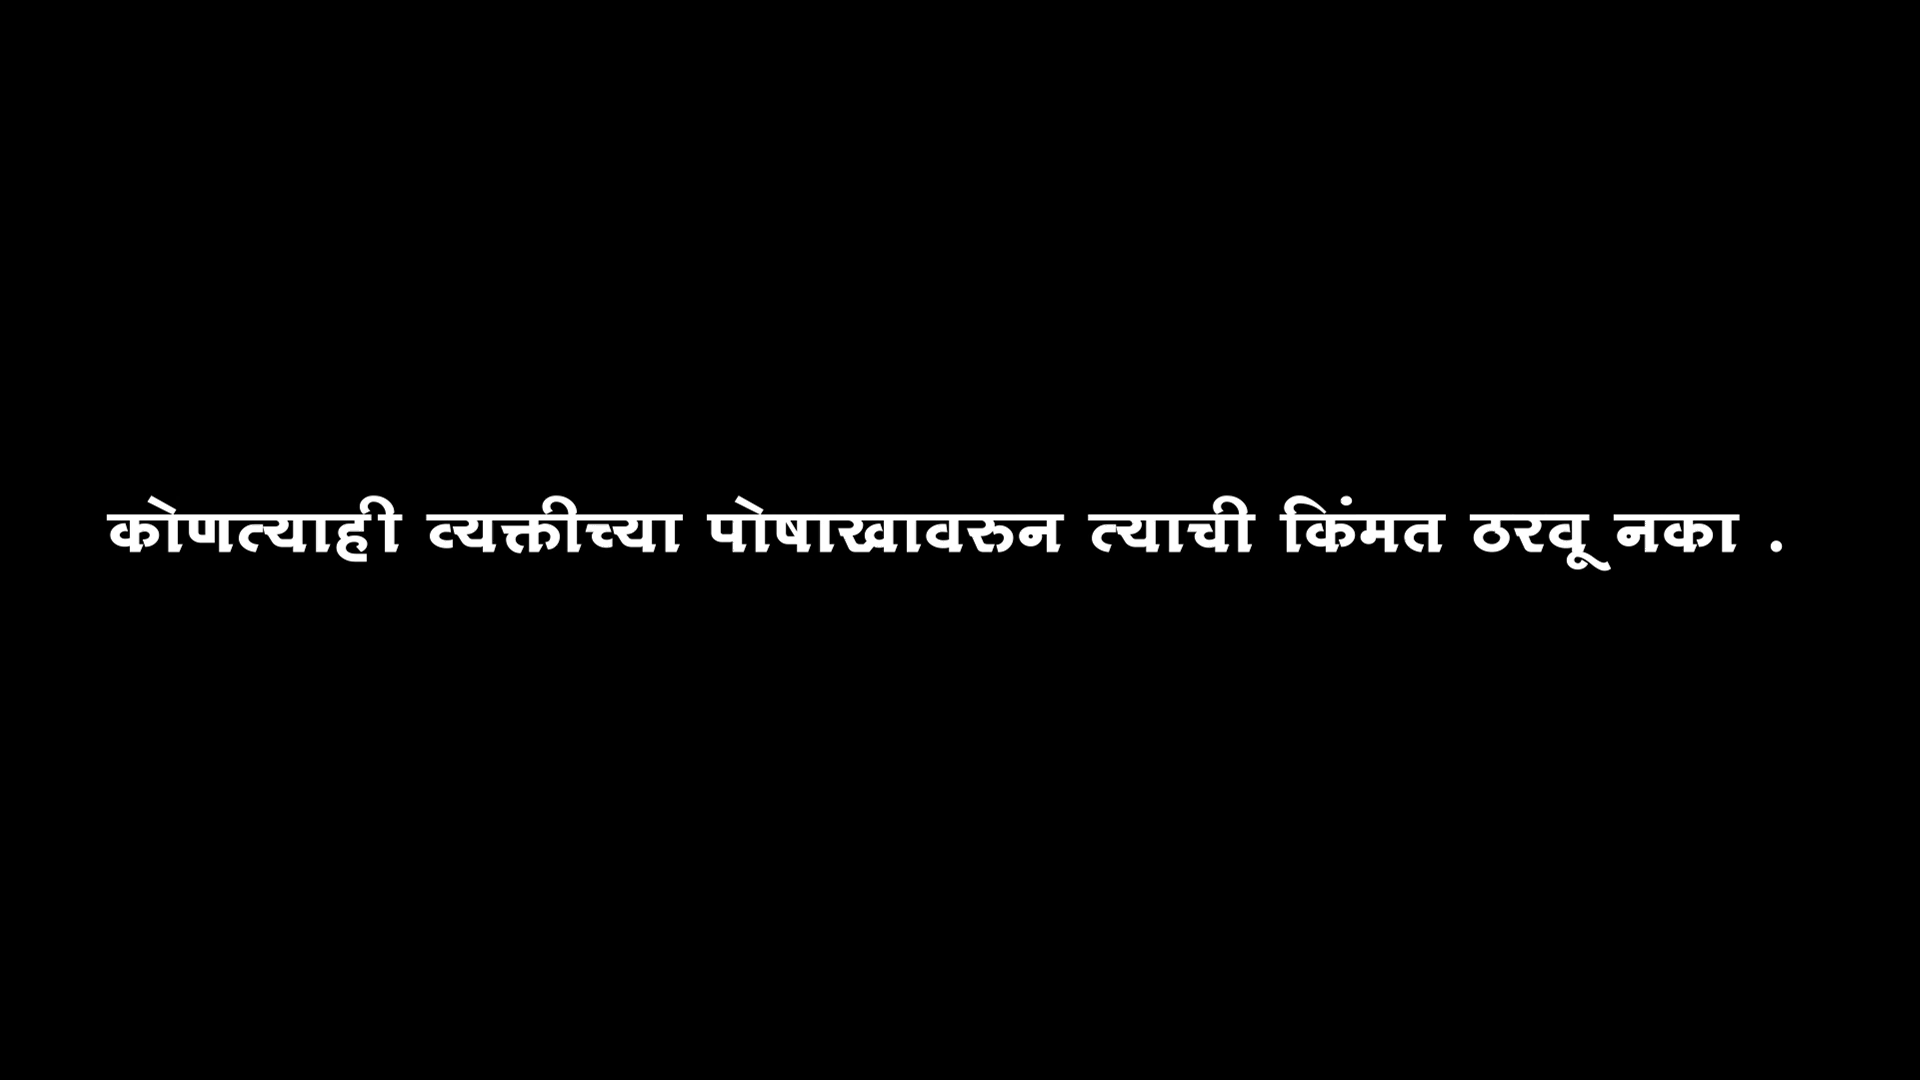 कोणत्याही व्यक्तीच्या पोषाखावरुन त्याची किंमत ठरवू नका .